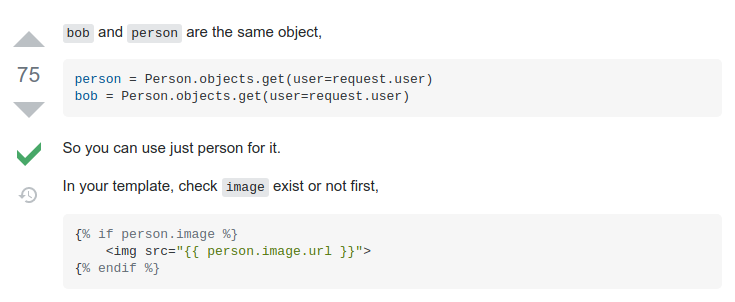 bob and person are the same object,
75
person = Person.objects.get(user=request.user)
bob = Person.objects.get(user=request.user)
So you can use just person for it.
In your template, check image exist or not first,
{% if person.image %}
    <img src="{{ person.image.url }}">
{% endif %}